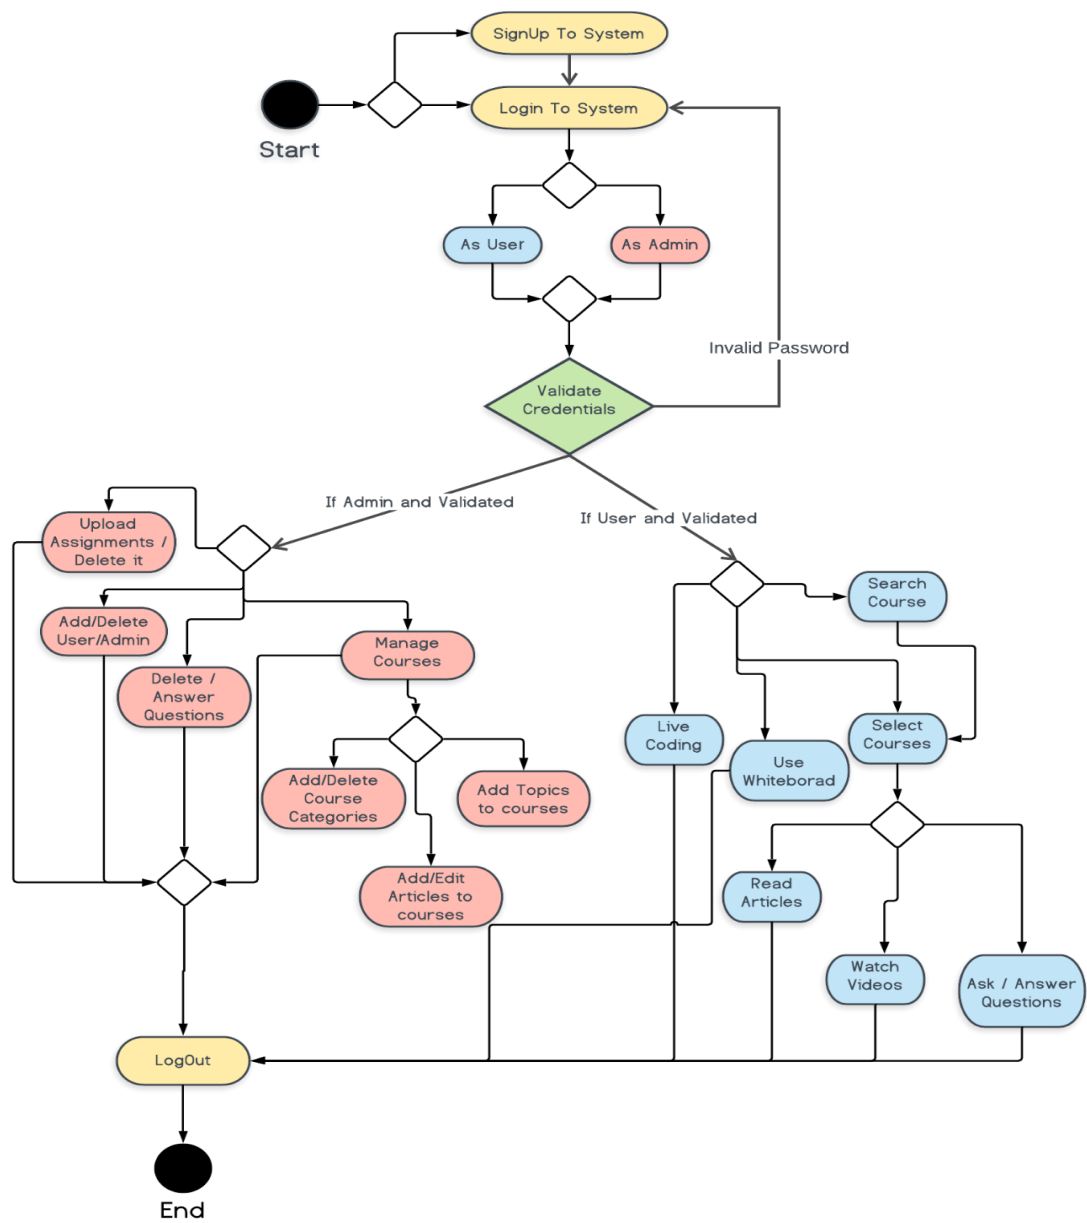 SignUp To System
Login To System
Start
As User
As Admin
Invalid Password
Validate
Credentials
If Admin and Validated
If User and Validated
Upload
Assignments /
Delete it
Search
Course
Add/Delete
User/Admin
Manage
Courses
Delete /
Answer
Questions
Live
Coding
Select
Courses
Use
Whiteborad
Add/Delete
Course
Categories
Add Topics
to courses
Add/Edit
Articles to
courses
Read
Articles
Watch
Videos
Ask / Answer
Questions
LogOut
End